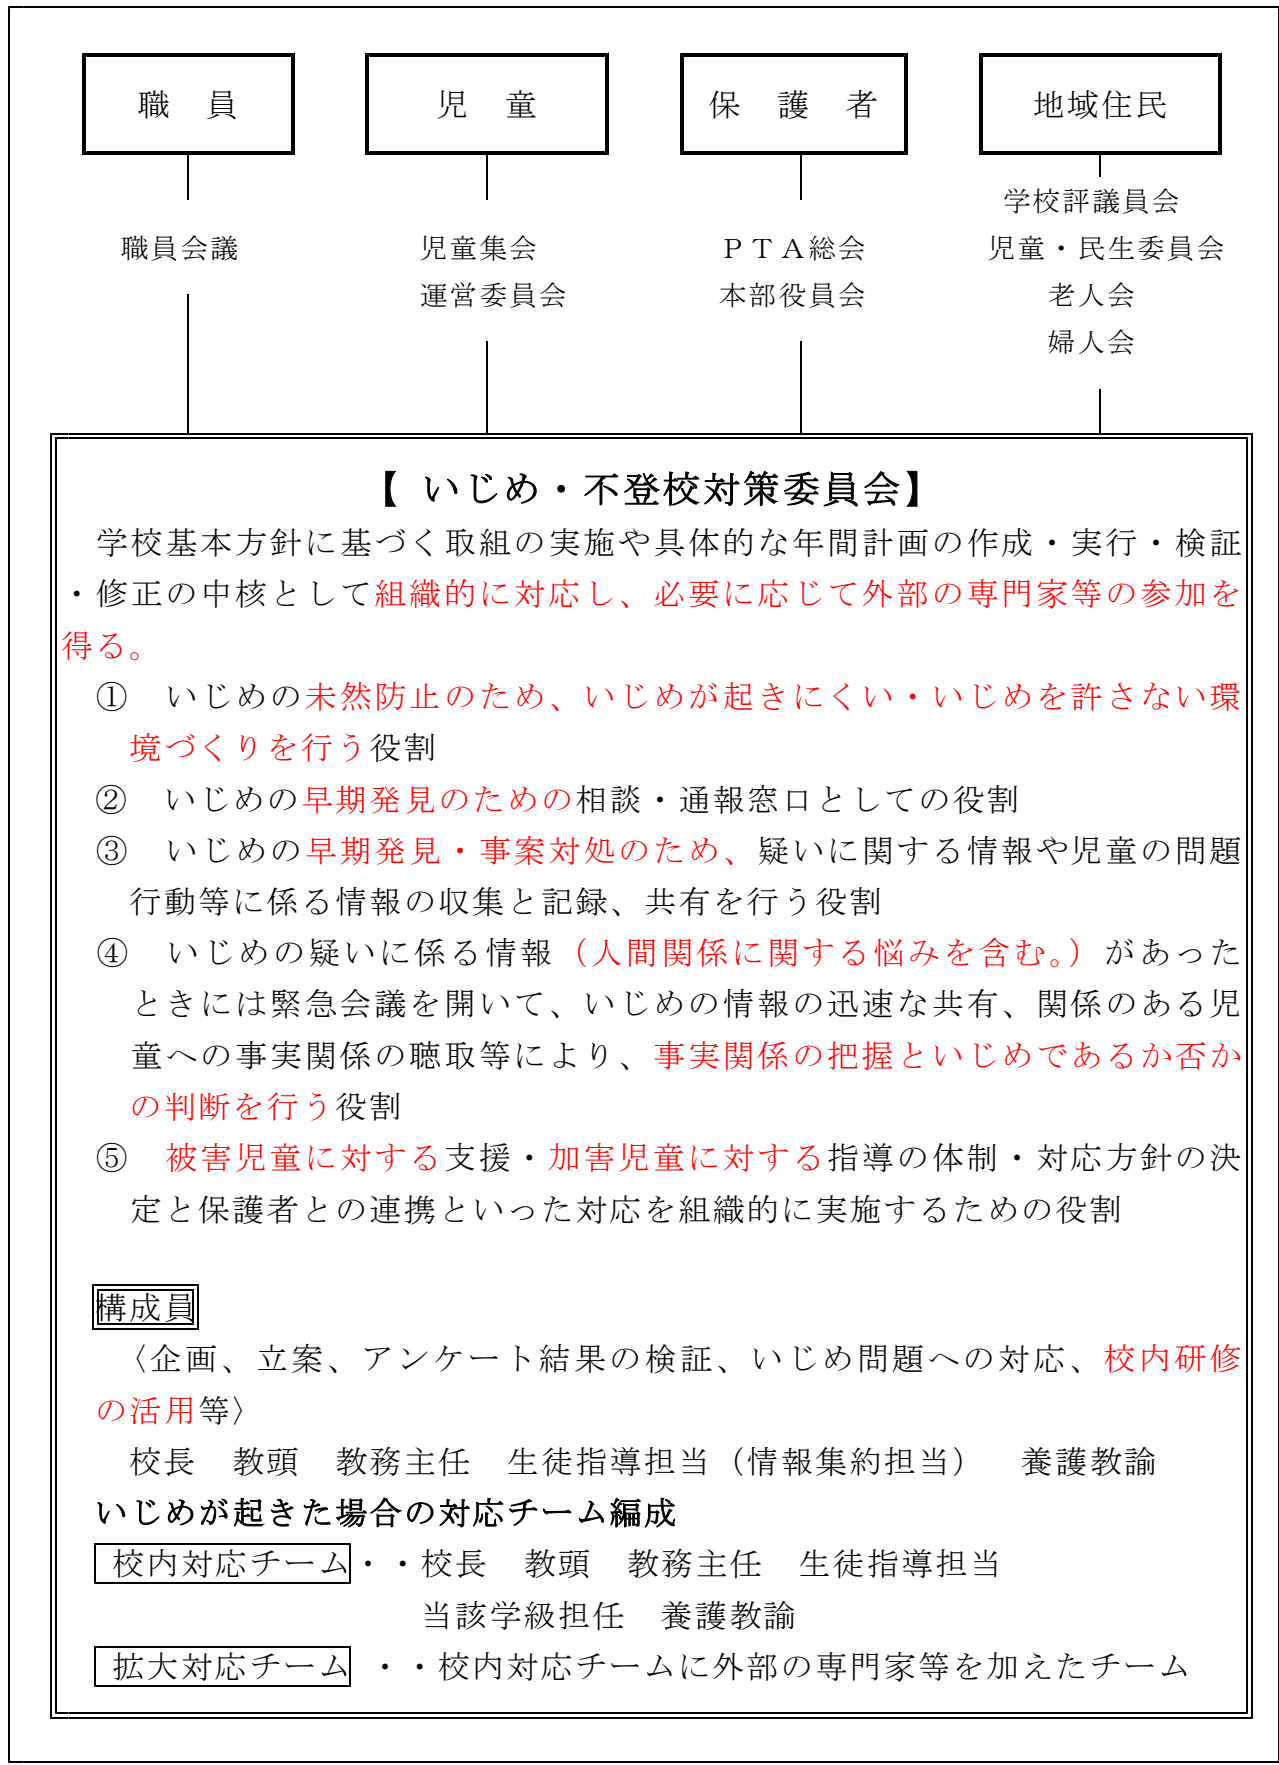 職　員
児　童
保　護　者
地域住民
学校評議員会
職員会議
児童集会
ＰＴＡ総会
児童・民生委員会
運営委員会
本部役員会
老人会
婦人会
【 いじめ・不登校対策委員会】
学校基本方針に基づく取組の実施や具体的な年間計画の作成・実行・検証
・修正の中核として組織的に対応し、必要に応じて外部の専門家等の参加を
得る。
①　いじめの未然防止のため、いじめが起きにくい・いじめを許さない環
境づくりを行う役割
②　いじめの早期発見のための相談・通報窓口としての役割
③　いじめの早期発見・事案対処のため、疑いに関する情報や児童の問題
行動等に係る情報の収集と記録、共有を行う役割
④　いじめの疑いに係る情報（人間関係に関する悩みを含む。）があった
ときには緊急会議を開いて、いじめの情報の迅速な共有、関係のある児
童への事実関係の聴取等により、事実関係の把握といじめであるか否か
の判断を行う役割
⑤　被害児童に対する支援・加害児童に対する指導の体制・対応方針の決
定と保護者との連携といった対応を組織的に実施するための役割
構成員
〈企画、立案、アンケート結果の検証、いじめ問題への対応、校内研修
の活用等〉
校長　教頭　教務主任　生徒指導担当（情報集約担当）　養護教諭
いじめが起きた場合の対応チーム編成
校内対応チーム・・校長　教頭　教務主任　生徒指導担当
当該学級担任　養護教諭
拡大対応チーム ・・校内対応チームに外部の専門家等を加えたチーム